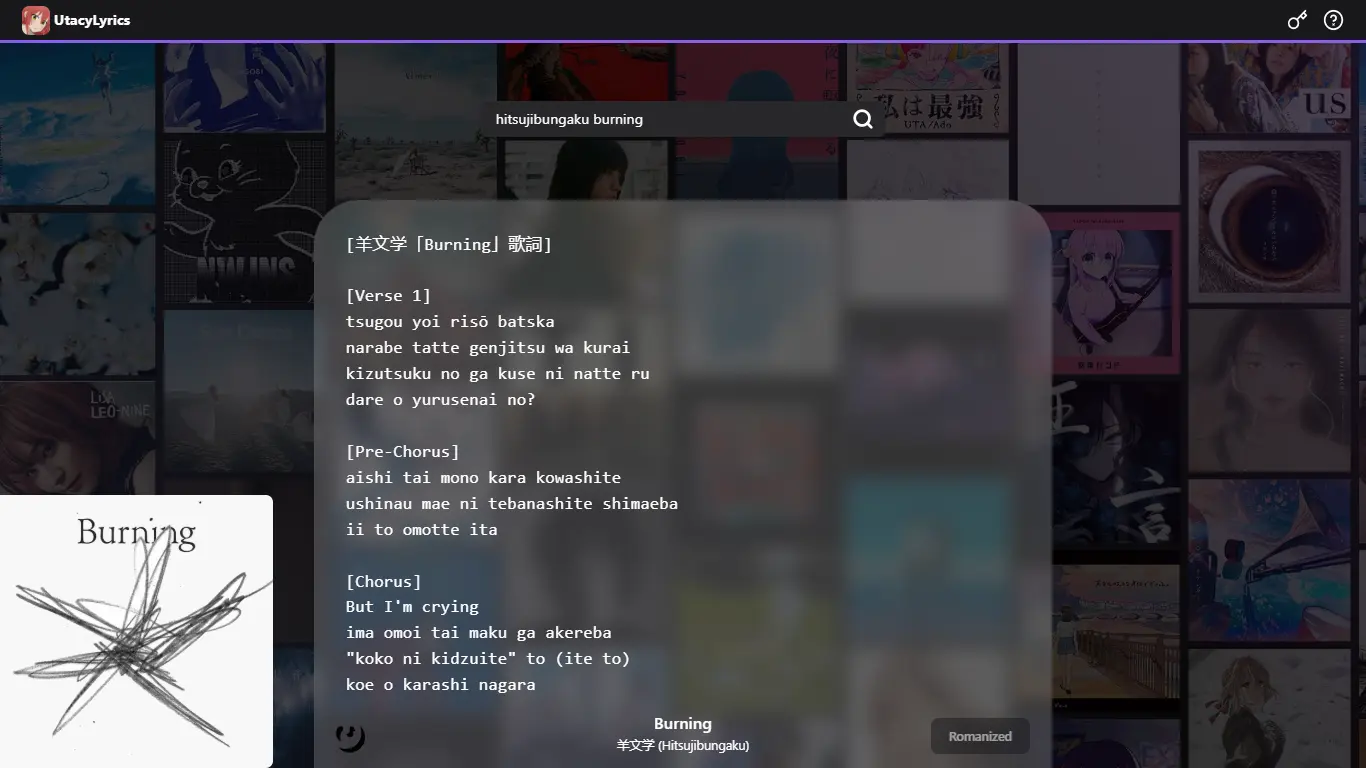 UtacyLyrics
hitsujibungaku burning
私は最強
UTA/Ado
us
NWJNS
LiSA
LEO-NiNE
[羊文学「Burning」歌詞]
[Verse 1]
tsugou yoi risō batska
narabe tatte genjitsu wa kurai
kizutsuku no ga kuse ni natte ru
dare o yurusenai no?
[Pre-Chorus]
aishi tai mono kara kowashite
ushinau mae ni tebanashite shimaeba
ii to omotte ita
[Chorus]
But I'm crying
ima omoi tai maku ga akereba
"koko ni kidzuite" to (ite to)
koe o karashi nagara
Burning
Burning
羊文学 (Hitsujibungaku)
Romanized